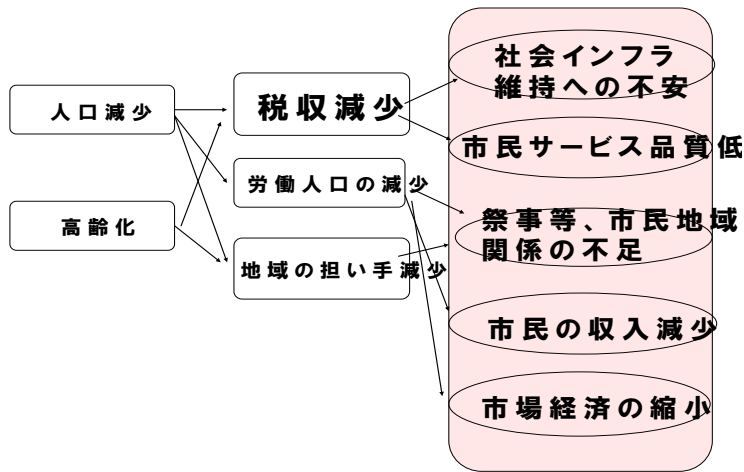 人口減少
高齢化
税収減少
労働人口の減少
地域の担い手減少
社会インフラ
維持への不安
市民サービス品質低
祭事等、市民地域
関係の不足
市民の収入減少
市場経済の縮小